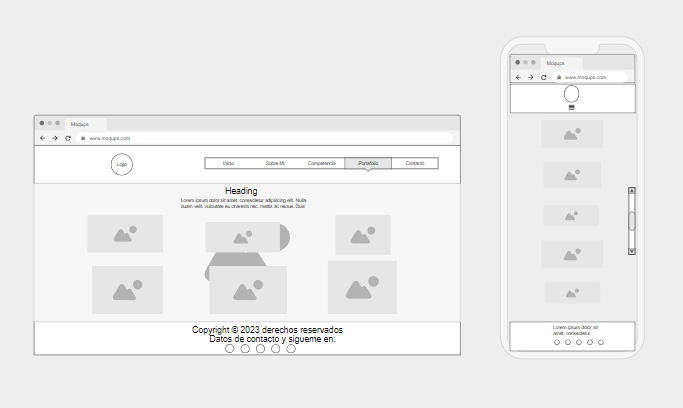 Moqups
www.moqups.com
Logo
Inicio
Sobre Mi
Competencia
Portafolio
Contacto
Heading
Lorem ipsum dolor sit amet, consectetur adipiscing elit. Nulla
quam velit, vulputate eu pharetra nec, mattis ac neque. Duis
Copyright © 2023 derechos reservados
Datos de contacto y sigueme en:
Moqups
www.moqups.com
Lorem ipsum dolor sit
amet, consectetur